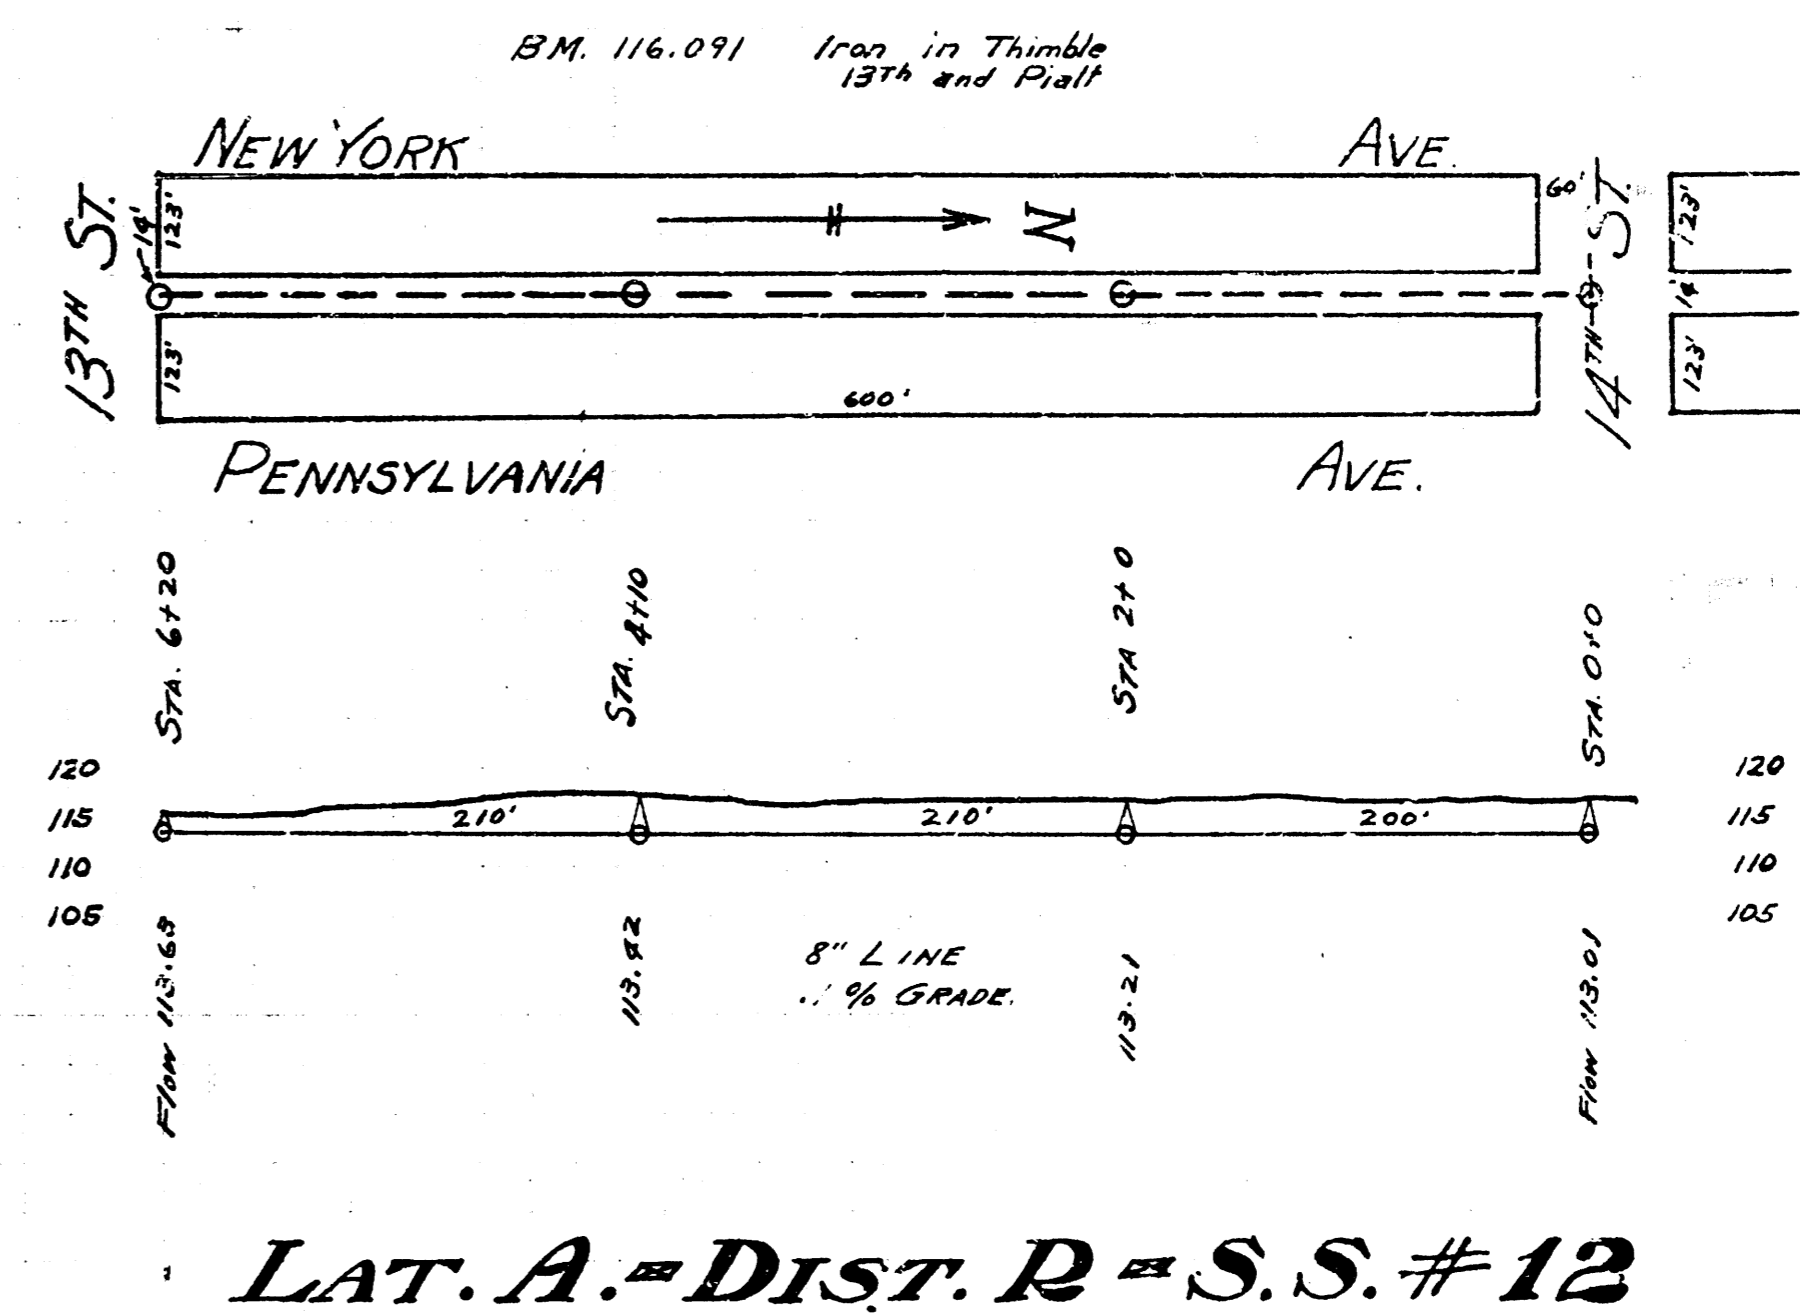 BM. 116.091 Iron in Thimble
13Th and Pialt
NEW YORK AVE.
13TH ST.
14'
123'
123'
N
60'
14TH ST.
123'
14'
123'
600'
PENNSYLVANIA AVE.
STA. 6+20
STA. 4+10
STA 2+0
STA. 0+0
120
115
110
105
210'
210'
200'
120
115
110
105
Flow 113.63
113.42
113.21
Flow 113.01
8" LINE
.1 % GRADE.
LAT. A.=DIST. R=S.S.#12